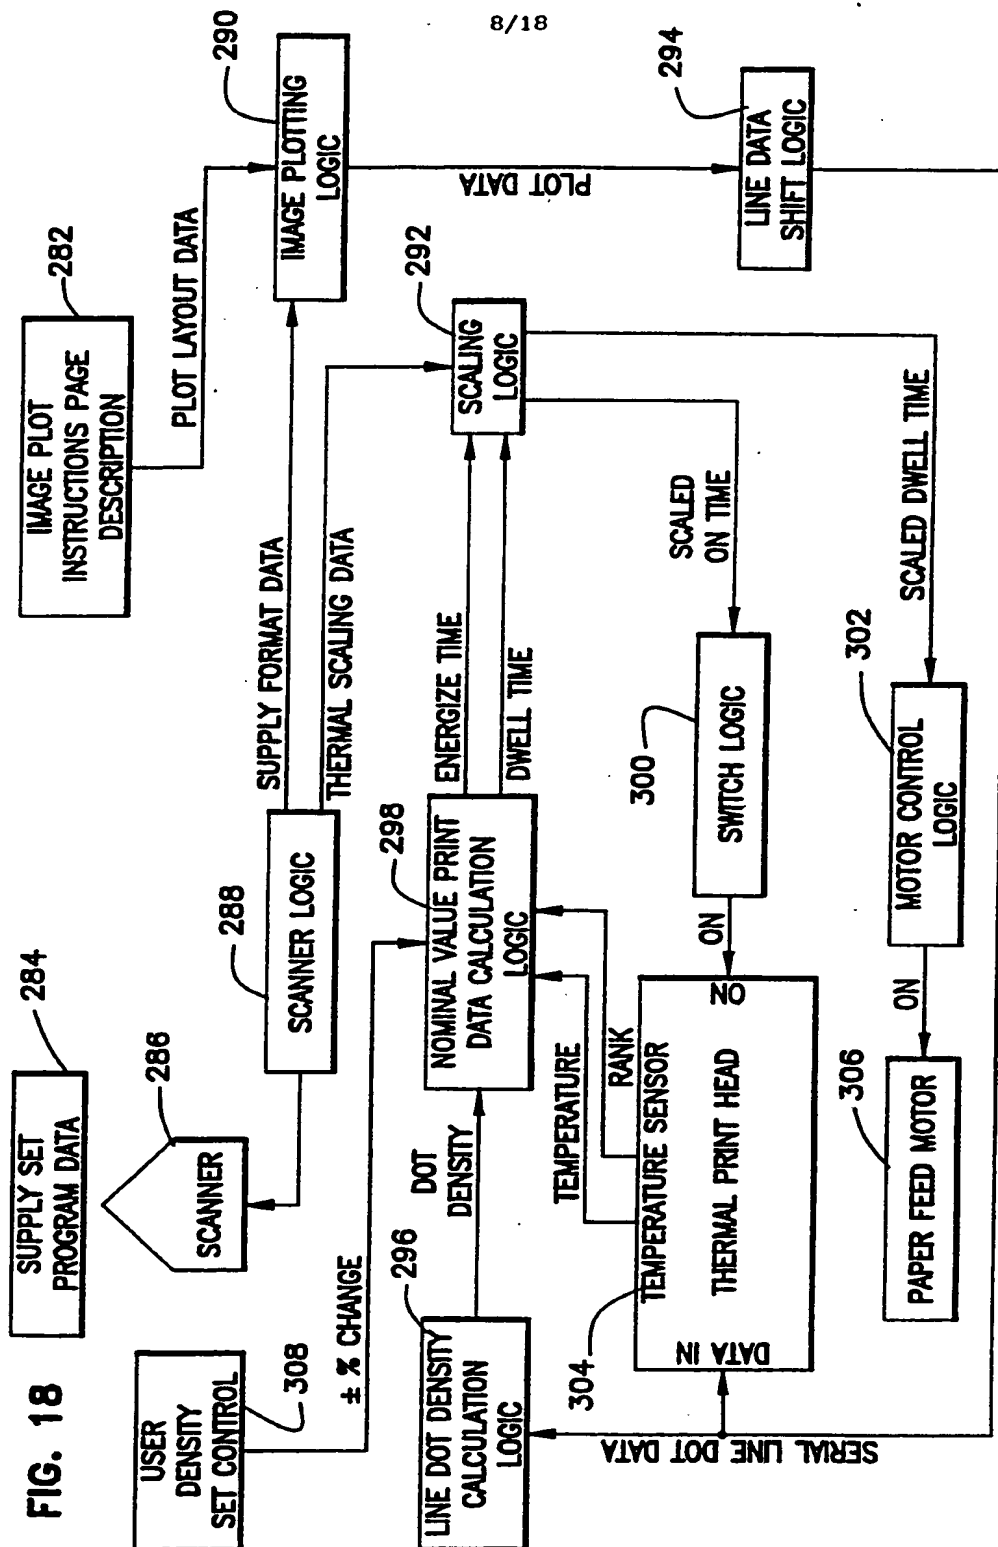 8/18
FIG. 18
USER
DENSITY
SET CONTROL
308
± % CHANGE
SUPPLY SET
PROGRAM DATA
284
286
SCANNER
288
SCANNER LOGIC
SUPPLY FORMAT DATA
THERMAL SCALING DATA
IMAGE PLOT
INSTRUCTIONS PAGE
DESCRIPTION
282
PLOT LAYOUT DATA
290
IMAGE PLOTTING
LOGIC
PLOT DATA
294
LINE DATA
SHIFT LOGIC
292
SCALING
LOGIC
ENERGIZE TIME
DWELL TIME
298
NOMINAL VALUE PRINT
DATA CALCULATION
LOGIC
296
LINE DOT DENSITY
CALCULATION
LOGIC
DOT
DENSITY
TEMPERATURE
RANK
304
TEMPERATURE SENSOR
THERMAL PRINT HEAD
DATA IN
ON
ON
300
SWITCH LOGIC
SCALED
ON TIME
SCALED DWELL TIME
302
MOTOR CONTROL
LOGIC
ON
306
PAPER FEED MOTOR
SERIAL LINE DOT DATA